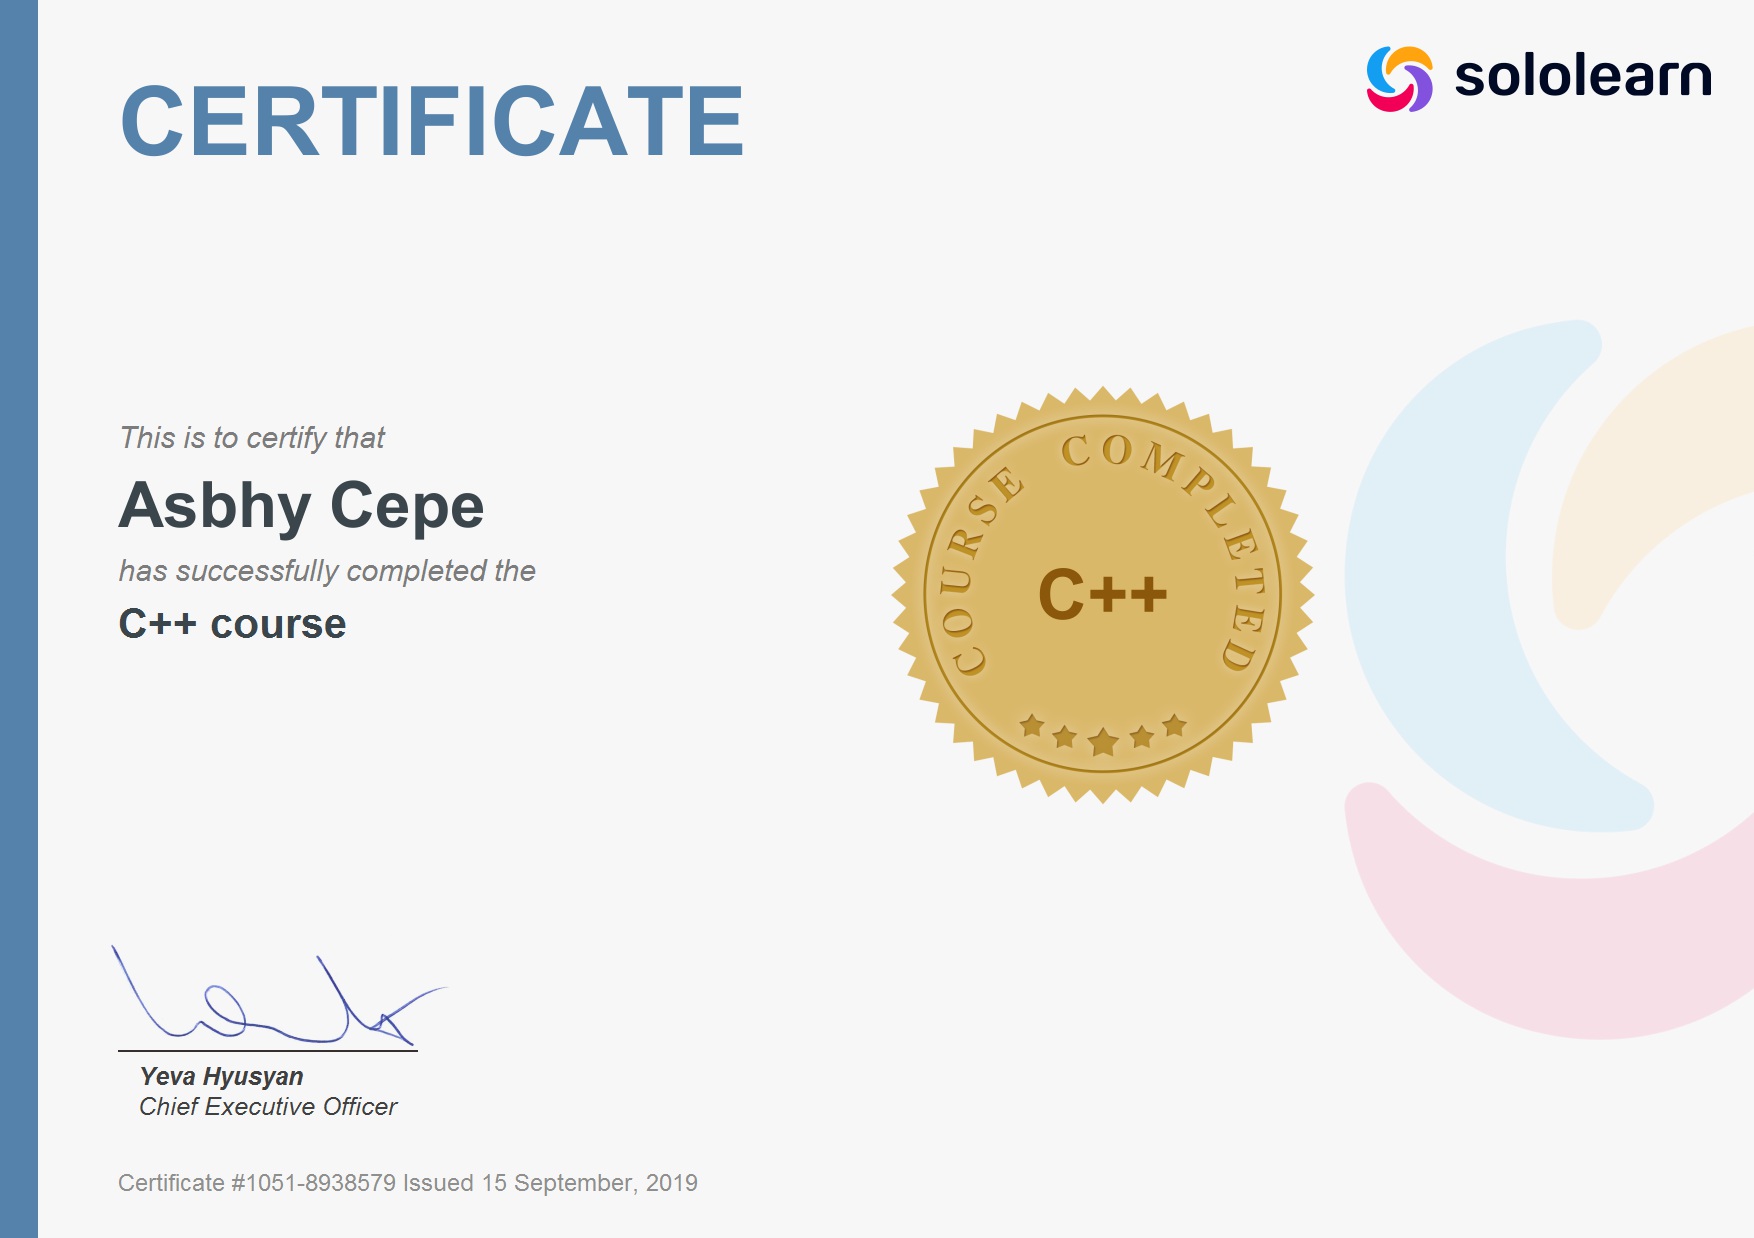 CERTIFICATE
sololearn
This is to certify that
Asbhy Cepe
has successfully completed the
C++ course
COURSE COMPLETED
C++
Yeva Hyusyan
Chief Executive Officer
Certificate #1051-8938579 Issued 15 September, 2019